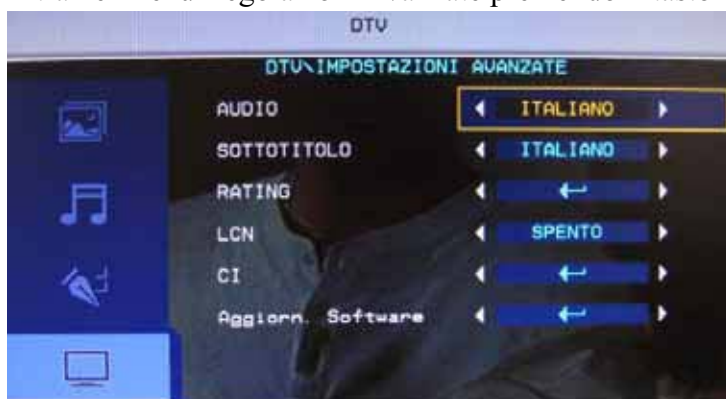 DTV
DTV\IMPOSTAZIONI AVANZATE
AUDIO ITALIANO
SOTTOTITOLO ITALIANO
RATING
LCN SPENTO
CI
Aggiorn. Software